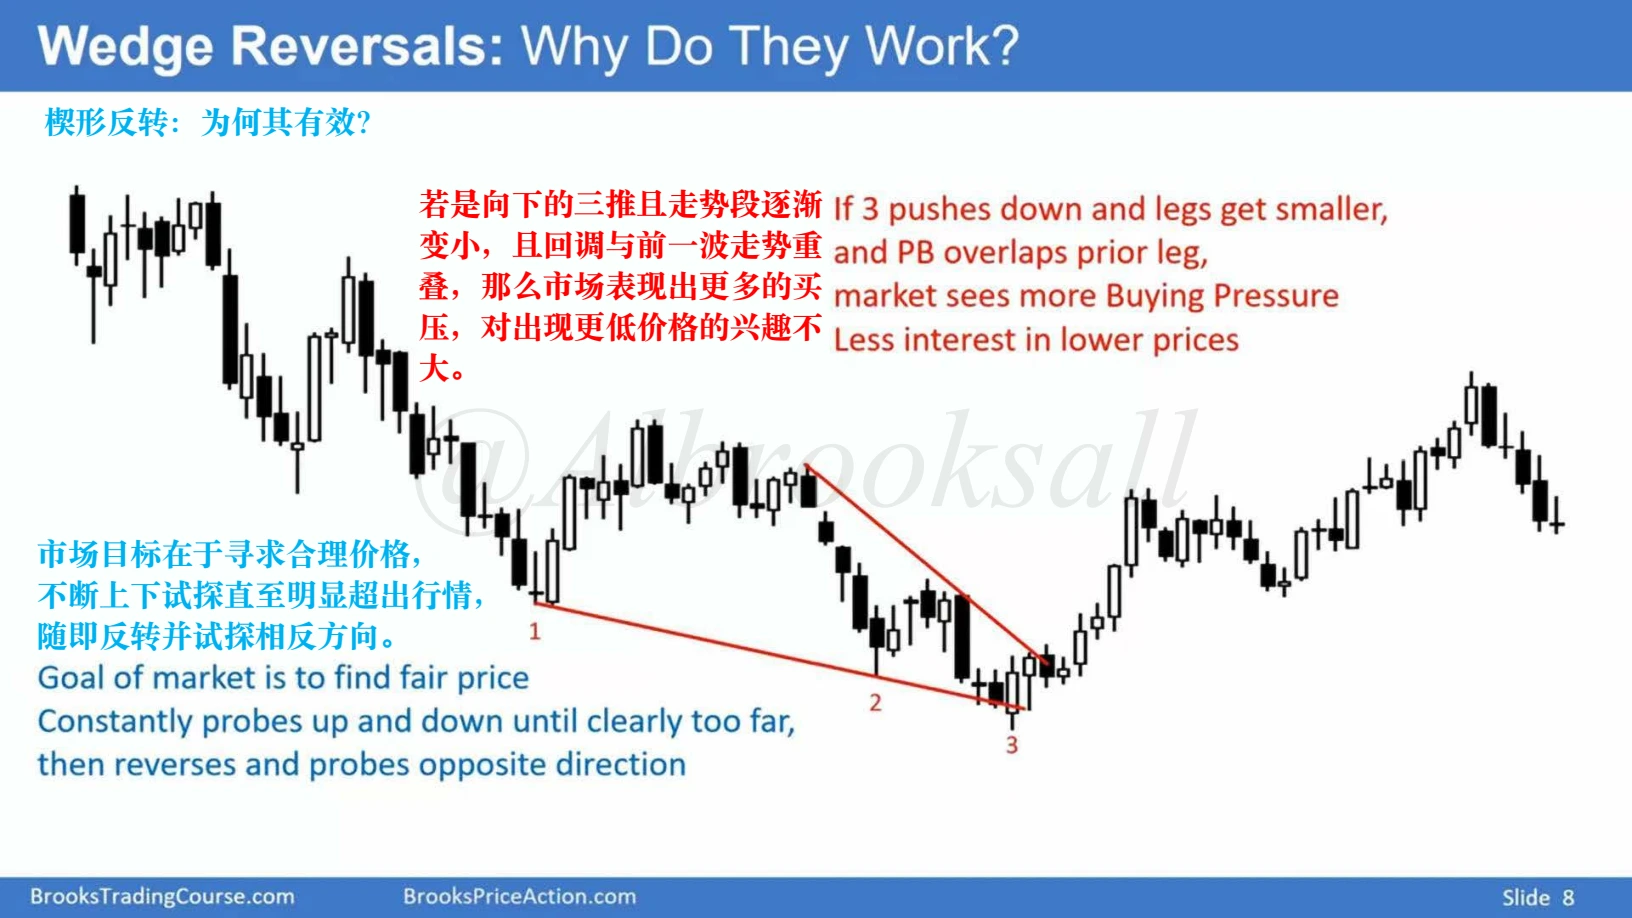 Wedge Reversals: Why Do They Work?
楔形反转：为何其有效?
若是向下的三推且走势段逐渐
变小，且回调与前一波走势重
叠，那么市场表现出更多的买
压，对出现更低价格的兴趣不
大。
If 3 pushes down and legs get smaller,
and PB overlaps prior leg,
market sees more Buying Pressure
Less interest in lower prices
@Albrooksall
市场目标在于寻求合理价格，
不断上下试探直至明显超出行情，
随即反转并试探相反方向。
Goal of market is to find fair price
Constantly probes up and down until clearly too far,
then reverses and probes opposite direction
1
2
3
BrooksTradingCourse.com
BrooksPriceAction.com
Slide 8